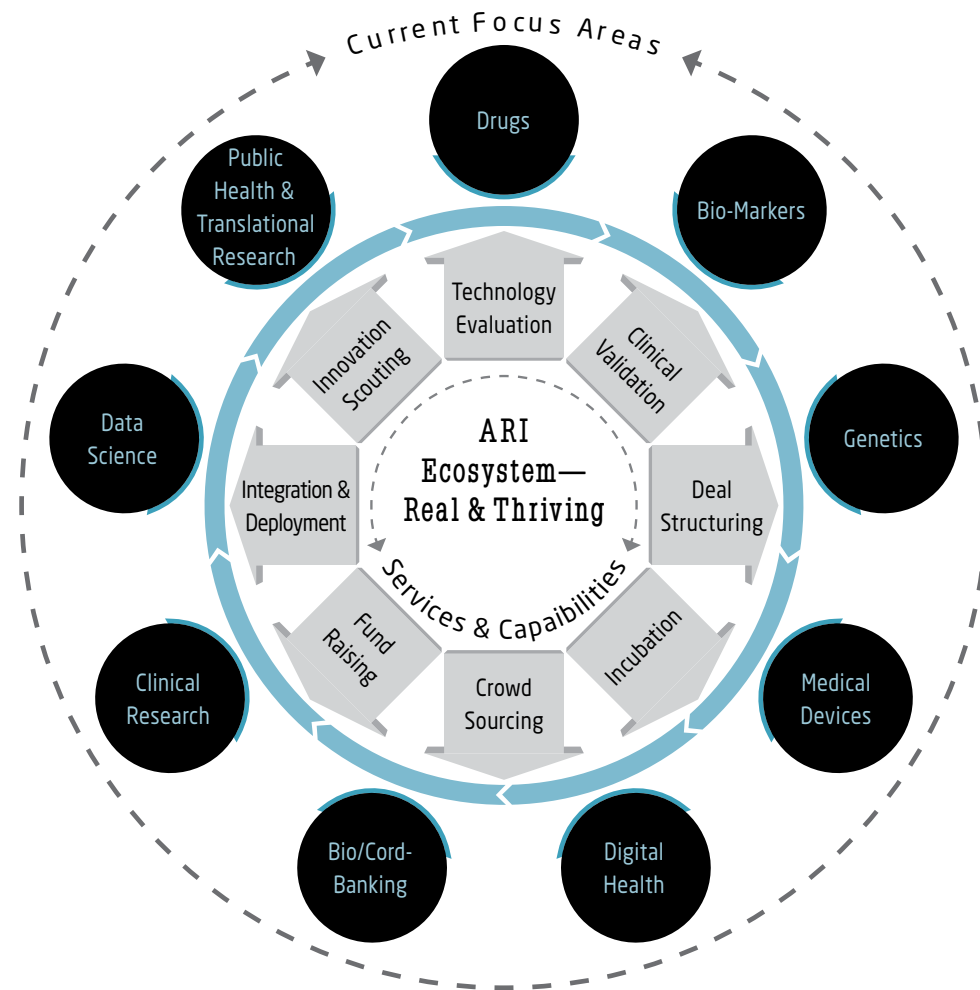 Current Focus Areas
Drugs
Bio-Markers
Genetics
Medical
Devices
Digital
Health
Bio/Cord-
Banking
Clinical
Research
Data
Science
Public
Health &
Translational
Research
Technology
Evaluation
Clinical
Validation
Deal
Structuring
Incubation
Crowd
Sourcing
Fund
Raising
Integration &
Deployment
Innovation
Scouting
ARI
Ecosystem—
Real & Thriving
Services & Capaibilities